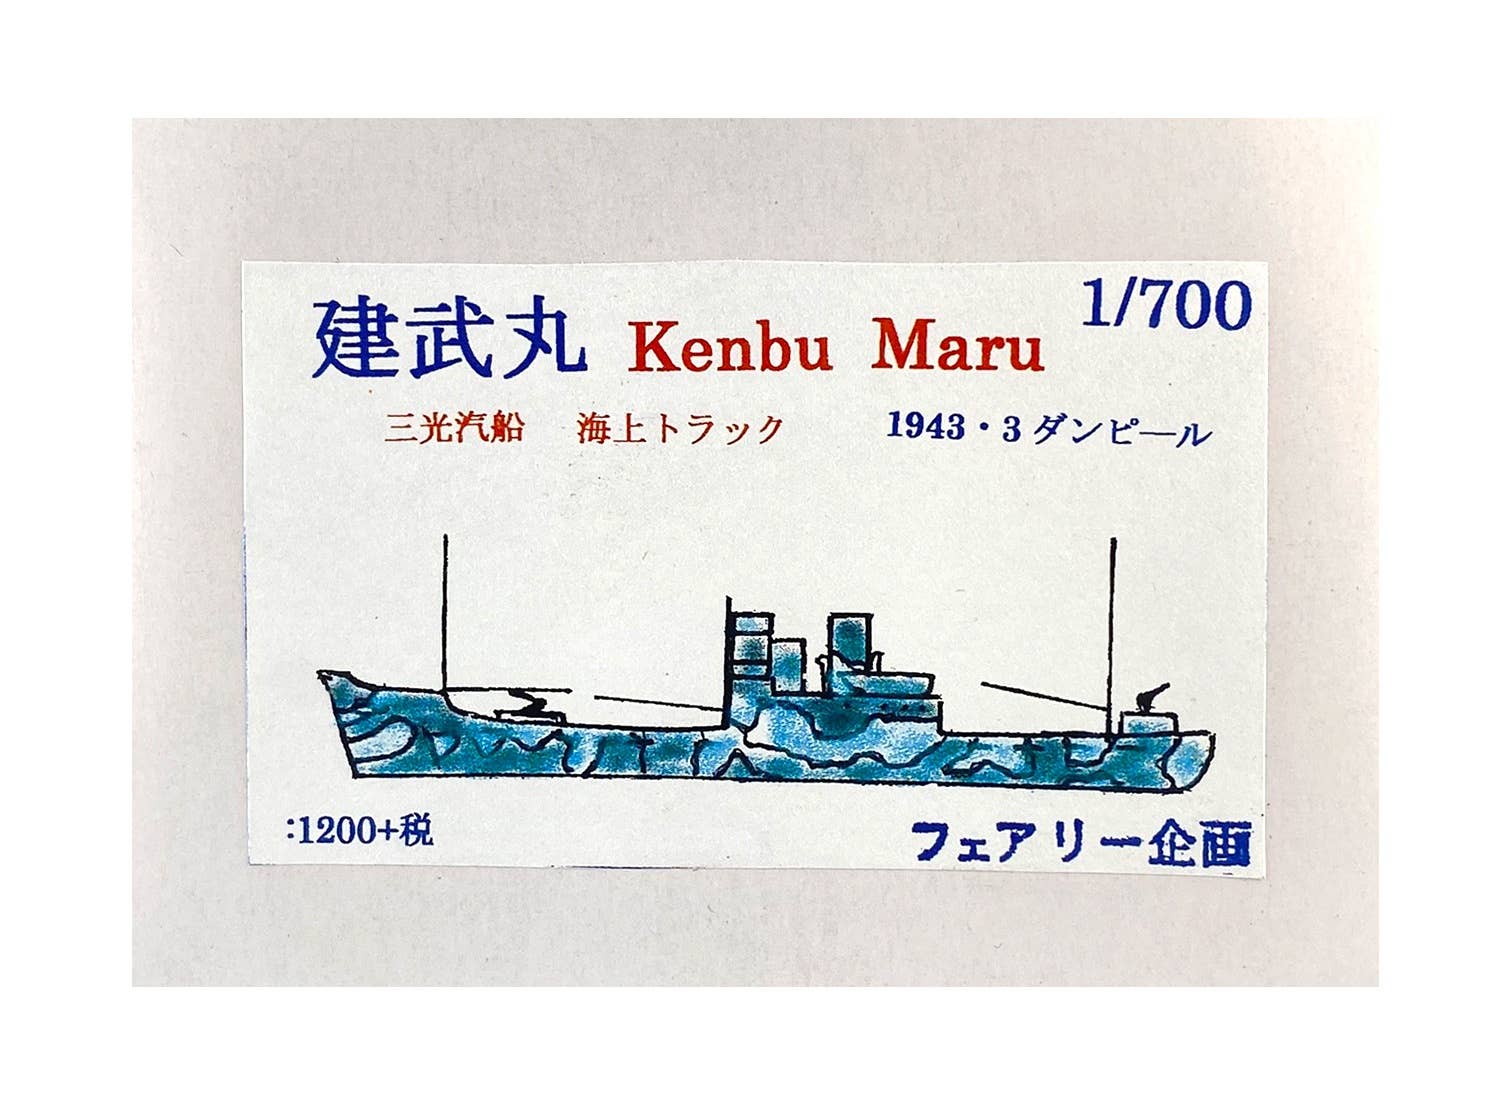 建武丸 Kenbu Maru 1/700
三光汽船 海上トラック 1943・3ダンピール
:1200+税
フェアリー企画